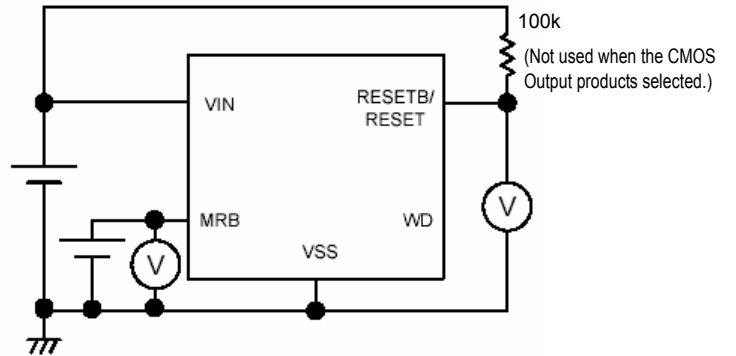 100k
(Not used when the CMOS
Output products selected.)
VIN
RESETB/
RESET
MRB
WD
VSS
V
V